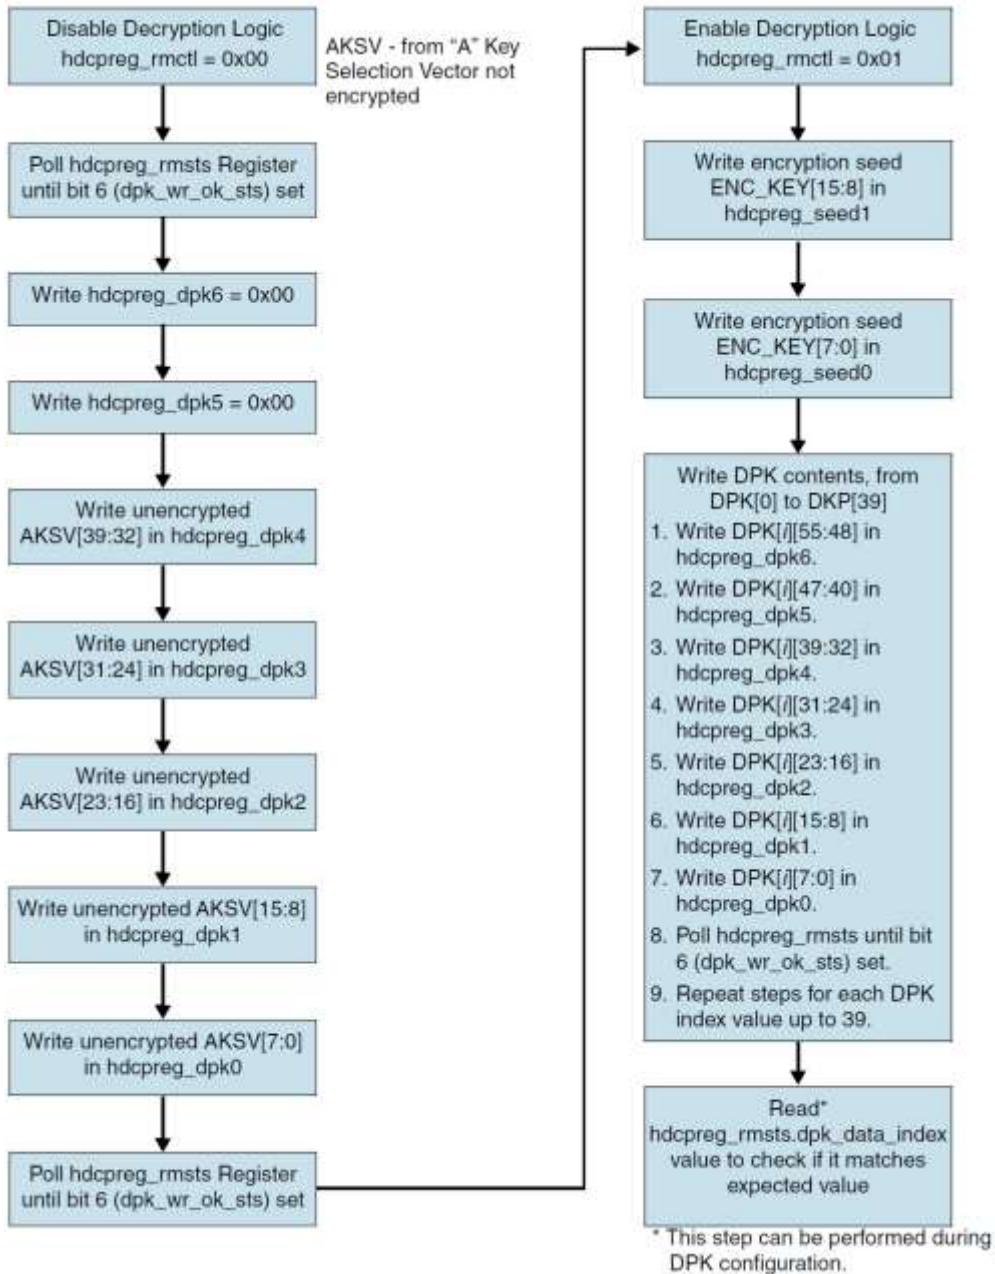 Disable Decryption Logic
hdcpreg_rmctl = 0x00
AKSV - from “A” Key
Selection Vector not
encrypted
Poll hdcpreg_rmsts Register
until bit 6 (dpk_wr_ok_sts) set
Write hdcpreg_dpk6 = 0x00
Write hdcpreg_dpk5 = 0x00
Write unencrypted
AKSV[39:32] in hdcpreg_dpk4
Write unencrypted
AKSV[31:24] in hdcpreg_dpk3
Write unencrypted
AKSV[23:16] in hdcpreg_dpk2
Write unencrypted AKSV[15:8]
in hdcpreg_dpk1
Write unencrypted AKSV[7:0]
in hdcpreg_dpk0
Poll hdcpreg_rmsts Register
until bit 6 (dpk_wr_ok_sts) set
Enable Decryption Logic
hdcpreg_rmctl = 0x01
Write encryption seed
ENC_KEY[15:8] in
hdcpreg_seed1
Write encryption seed
ENC_KEY[7:0] in
hdcpreg_seed0
Write DPK contents, from
DPK[0] to DKP[39]
1. Write DPK[i][55:48] in
hdcpreg_dpk6.
2. Write DPK[i][47:40] in
hdcpreg_dpk5.
3. Write DPK[i][39:32] in
hdcpreg_dpk4.
4. Write DPK[i][31:24] in
hdcpreg_dpk3.
5. Write DPK[i][23:16] in
hdcpreg_dpk2.
6. Write DPK[i][15:8] in
hdcpreg_dpk1.
7. Write DPK[i][7:0] in
hdcpreg_dpk0.
8. Poll hdcpreg_rmsts until bit
6 (dpk_wr_ok_sts) set.
9. Repeat steps for each DPK
index value up to 39.
Read*
hdcpreg_rmsts.dpk_data_index
value to check if it matches
expected value
* This step can be performed during
DPK configuration.